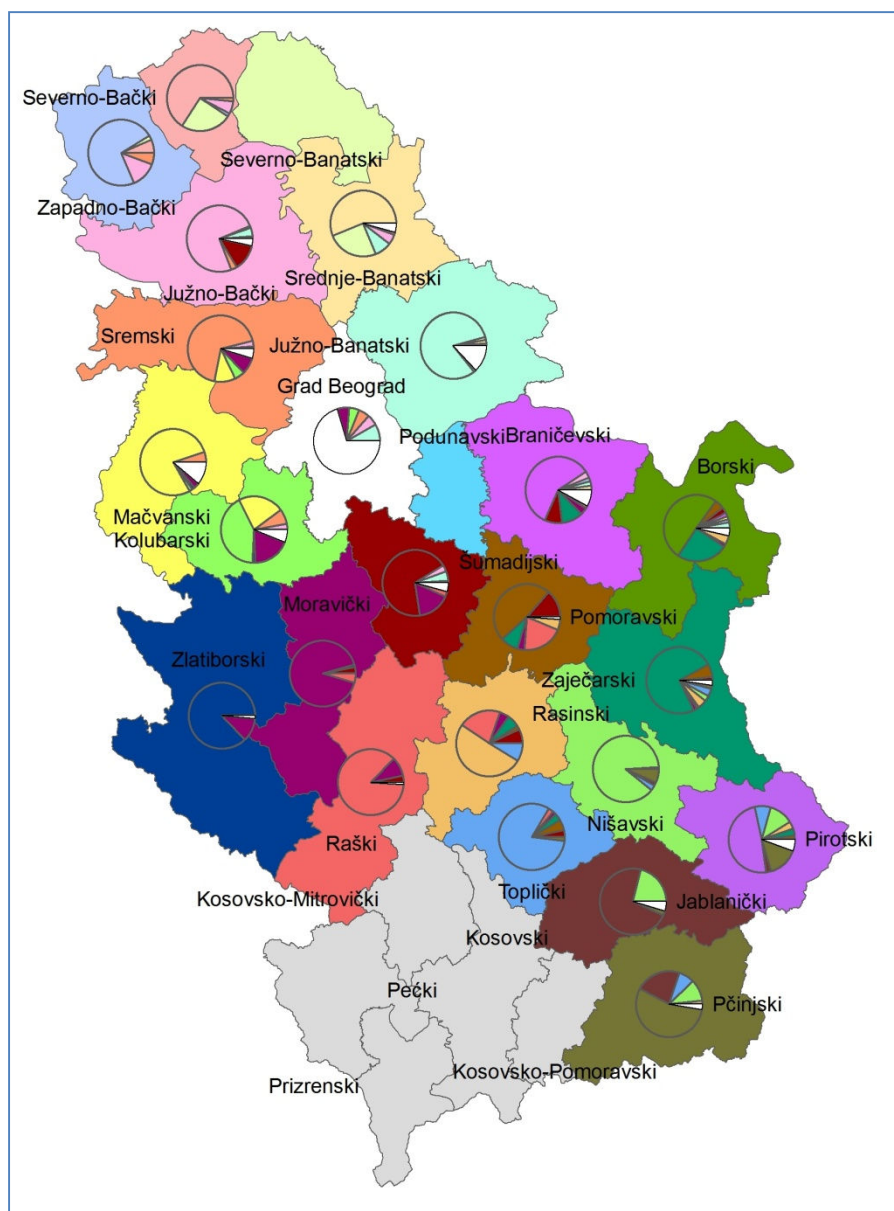 Severno-Bački
Severno-Banatski
Zapadno-Bački
Srednje-Banatski
Južno-Bački
Sremski
Južno-Banatski
Grad Beograd
Podunavski
Braničevski
Borski
Mačvanski
Kolubarski
Šumadijski
Moravički
Pomoravski
Zlatiborski
Zaječarski
Rasinski
Nišavski
Pirotski
Raški
Toplički
Jablanički
Kosovsko-Mitrovički
Kosovski
Pećki
Pčinjski
Prizrenski
Kosovsko-Pomoravski